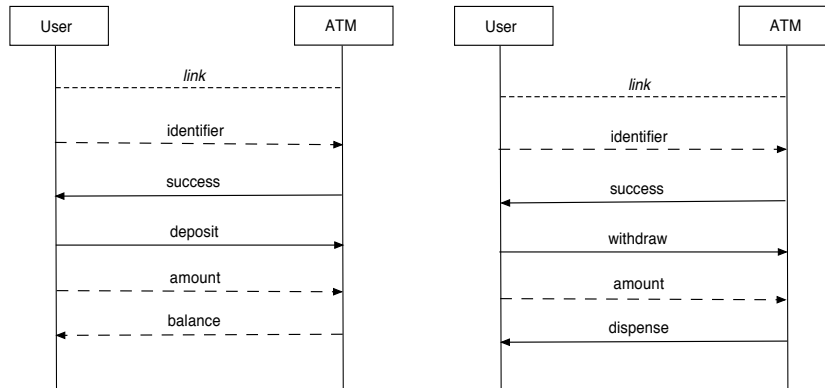 User
ATM
link
identifier
success
deposit
amount
balance
User
ATM
link
identifier
success
withdraw
amount
dispense